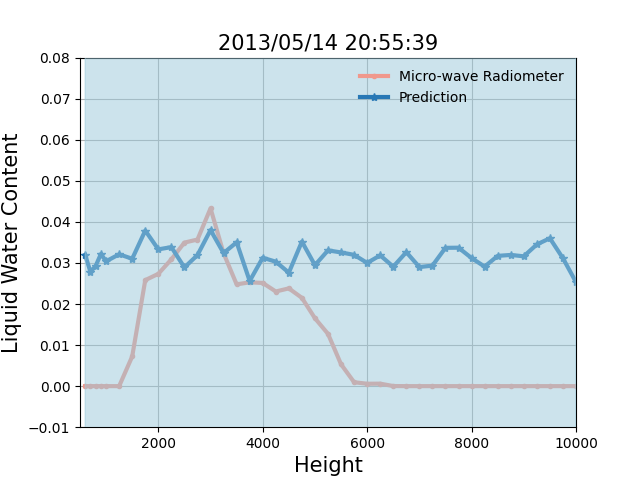 2013/05/14 20:55:39
Micro-wave Radiometer
Prediction
Liquid Water Content
0.08
0.07
0.06
0.05
0.04
0.03
0.02
0.01
0.00
−0.01
2000 4000 6000 8000 10000
Height